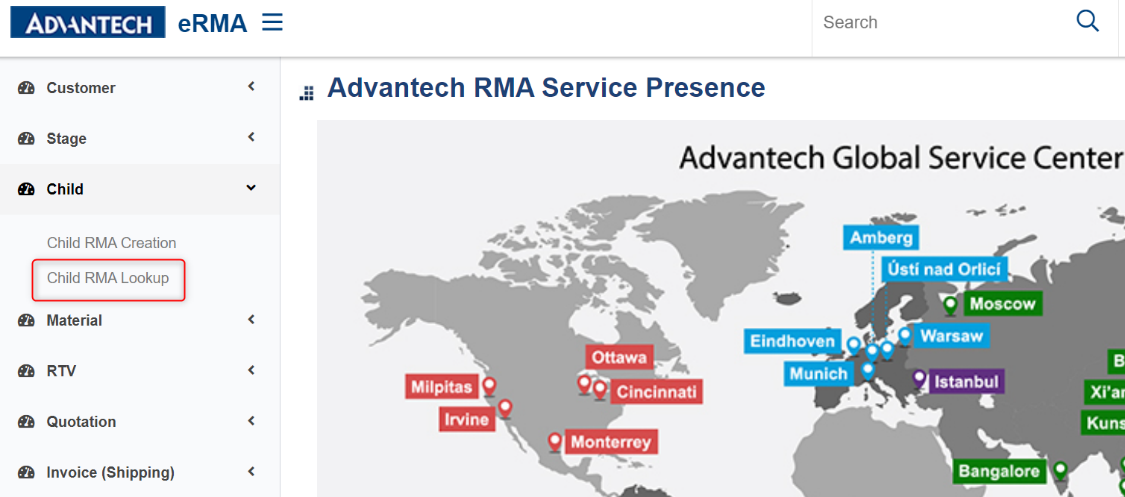 ADVANTECH eRMA
Search
Customer
Stage
Child
Child RMA Creation
Child RMA Lookup
Material
RTV
Quotation
Invoice (Shipping)
Advantech RMA Service Presence
Advantech Global Service Center
Amberg
Ústí nad Orlicí
Moscow
Eindhoven
Warsaw
Munich
Istanbul
Ottawa
Milpitas
Cincinnati
Irvine
Monterrey
Bangalore